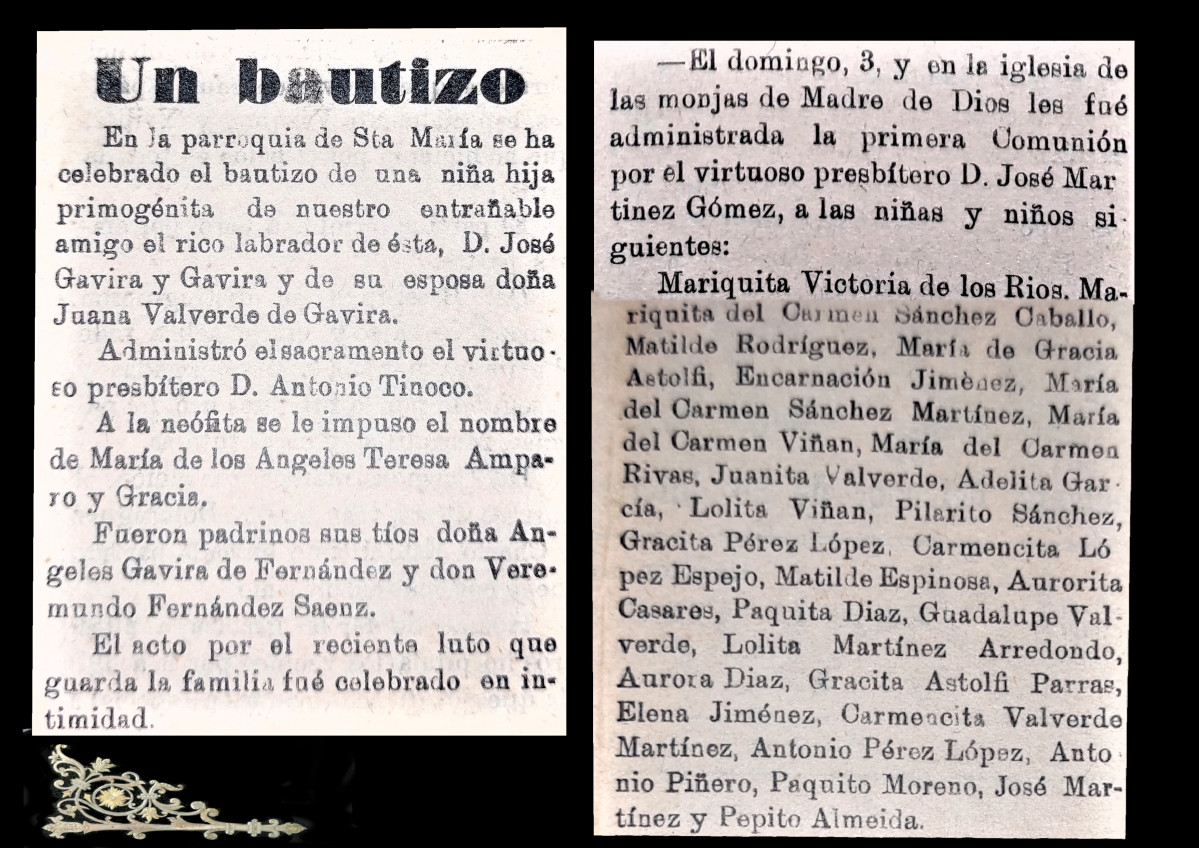 Un bautizo
En la parroquia de Sta María se ha
celebrado el bautizo de una niña hija
primogénita de nuestro entrañable
amigo el rico labrador de ésta, D. José
Gavira y Gavira y de su esposa doña
Juana Valverde de Gavira.
Administró el sacramento el virtuo-
so presbítero D. Antonio Tinoco.
A la neófita se le impuso el nombre
de María de los Angeles Teresa Ampa-
ro y Gracia.
Fueron padrinos sus tíos doña An-
geles Gavira de Fernández y don Vere-
mundo Fernández Saenz.
El acto por el reciente luto que
guarda la familia fué celebrado en in-
timidad.
—El domingo, 3, y en la iglesia de
las monjas de Madre de Dios les fué
administrada la primera Comunión
por el virtuoso presbítero D. José Mar
tinez Gómez, a las niñas y niños si-
guientes:
Mariquita Victoria de los Rios. Ma-
riquita del Carmen Sánchez Caballo,
Matilde Rodríguez, María de Gracia
Astolfi, Encarnación Jimènez, María
del Carmen Sánchez Martínez, María
del Carmen Viñan, María del Carmen
Rivas, Juanita Valverde, Adelita Gar-
cía, Lolita Viñan, Pilarito Sánchez,
Gracita Pérez López, Carmencita Ló
pez Espejo, Matilde Espinosa, Aurorita
Casares, Paquita Diaz, Guadalupe Val-
verde, Lolita Martínez Arredondo,
Aurora Diaz, Gracita Astolfi Parras,
Elena Jiménez, Carmencita Valverde
Martínez, Antonio Pérez López, Anto
nio Piñero, Paquito Moreno, José Mar-
tínez y Pepito Almeida.